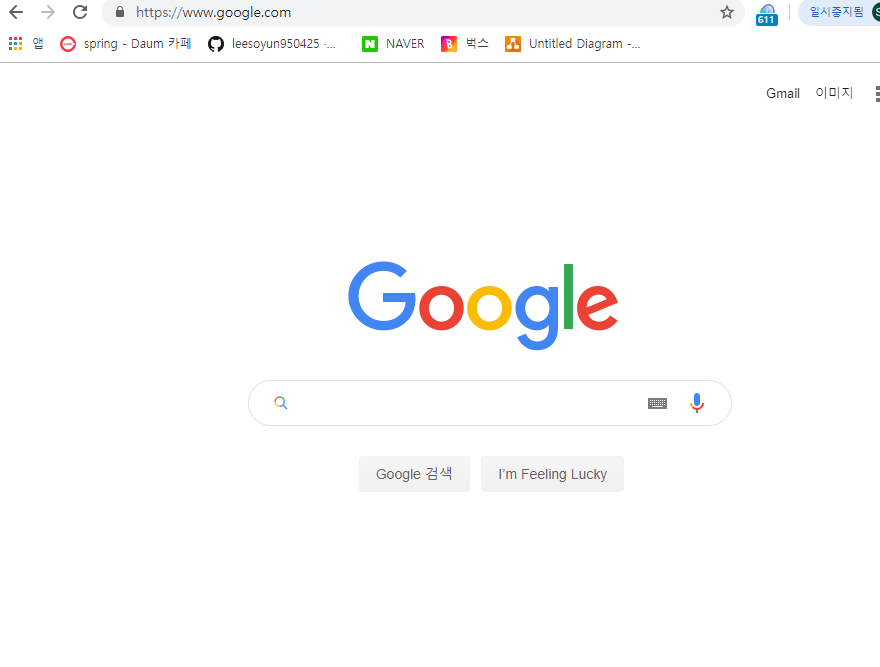 https://www.google.com
611
일시중지됨
앱
spring - Daum 카페
leesoyun950425 -...
NAVER
벅스
Untitled Diagram -...
Gmail
이미지
Google
Google 검색
I'm Feeling Lucky